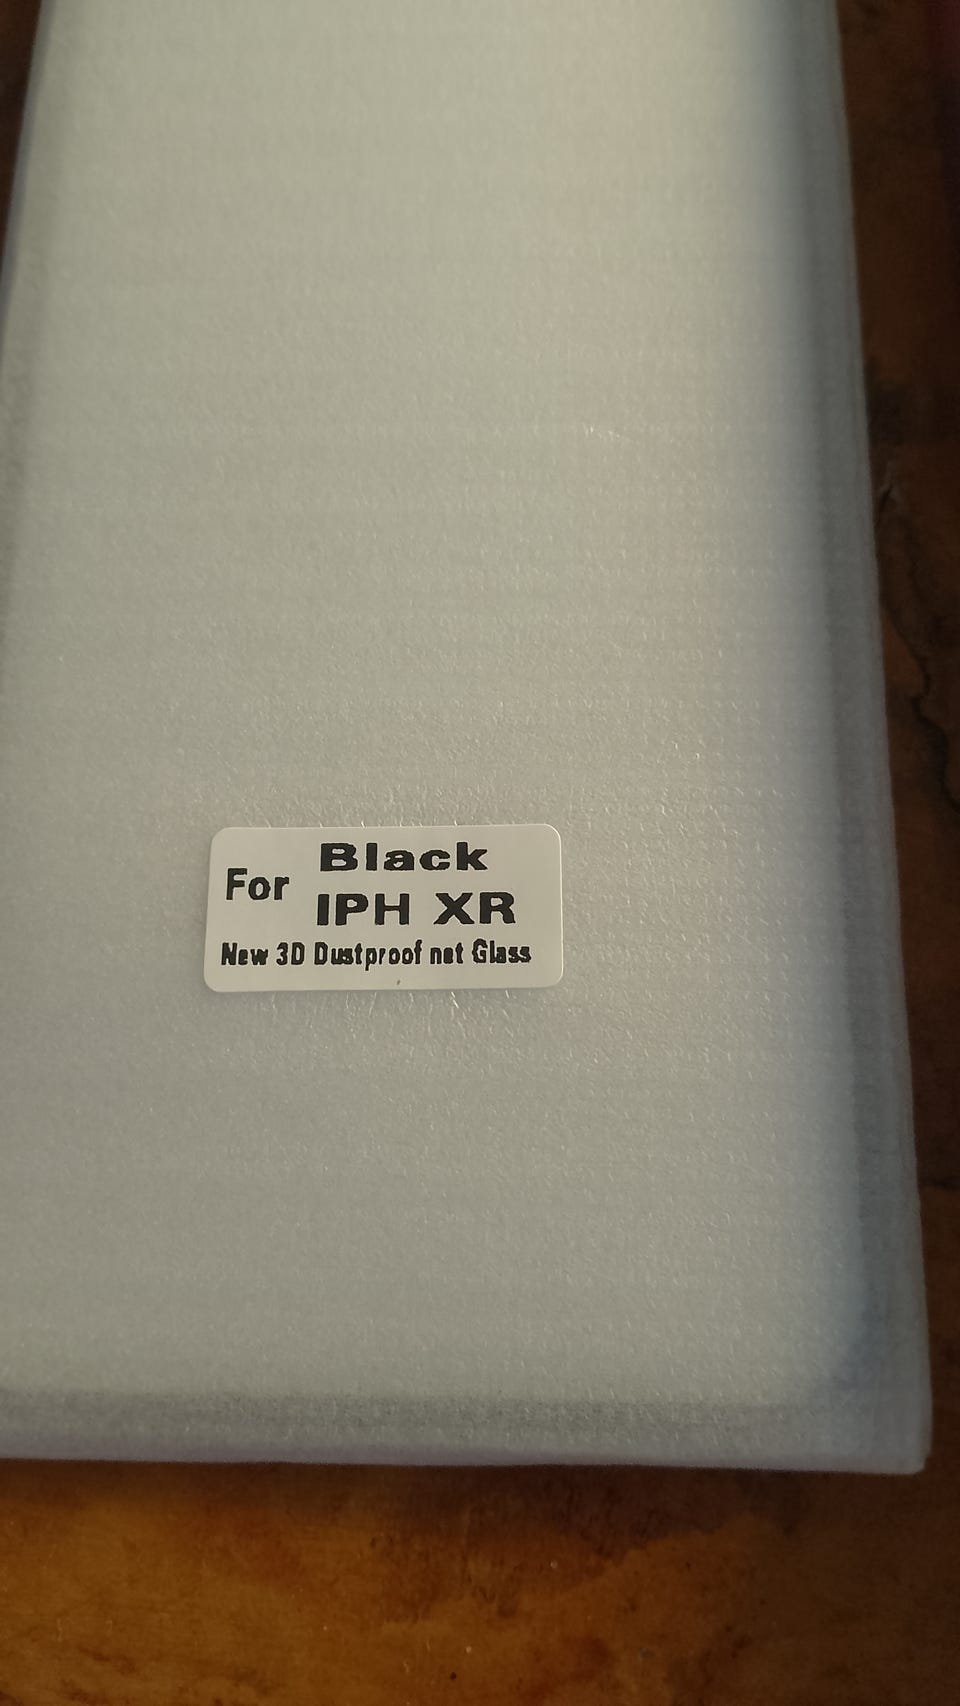 Black
For
IPH XR
New 3D Dustproof net Glass